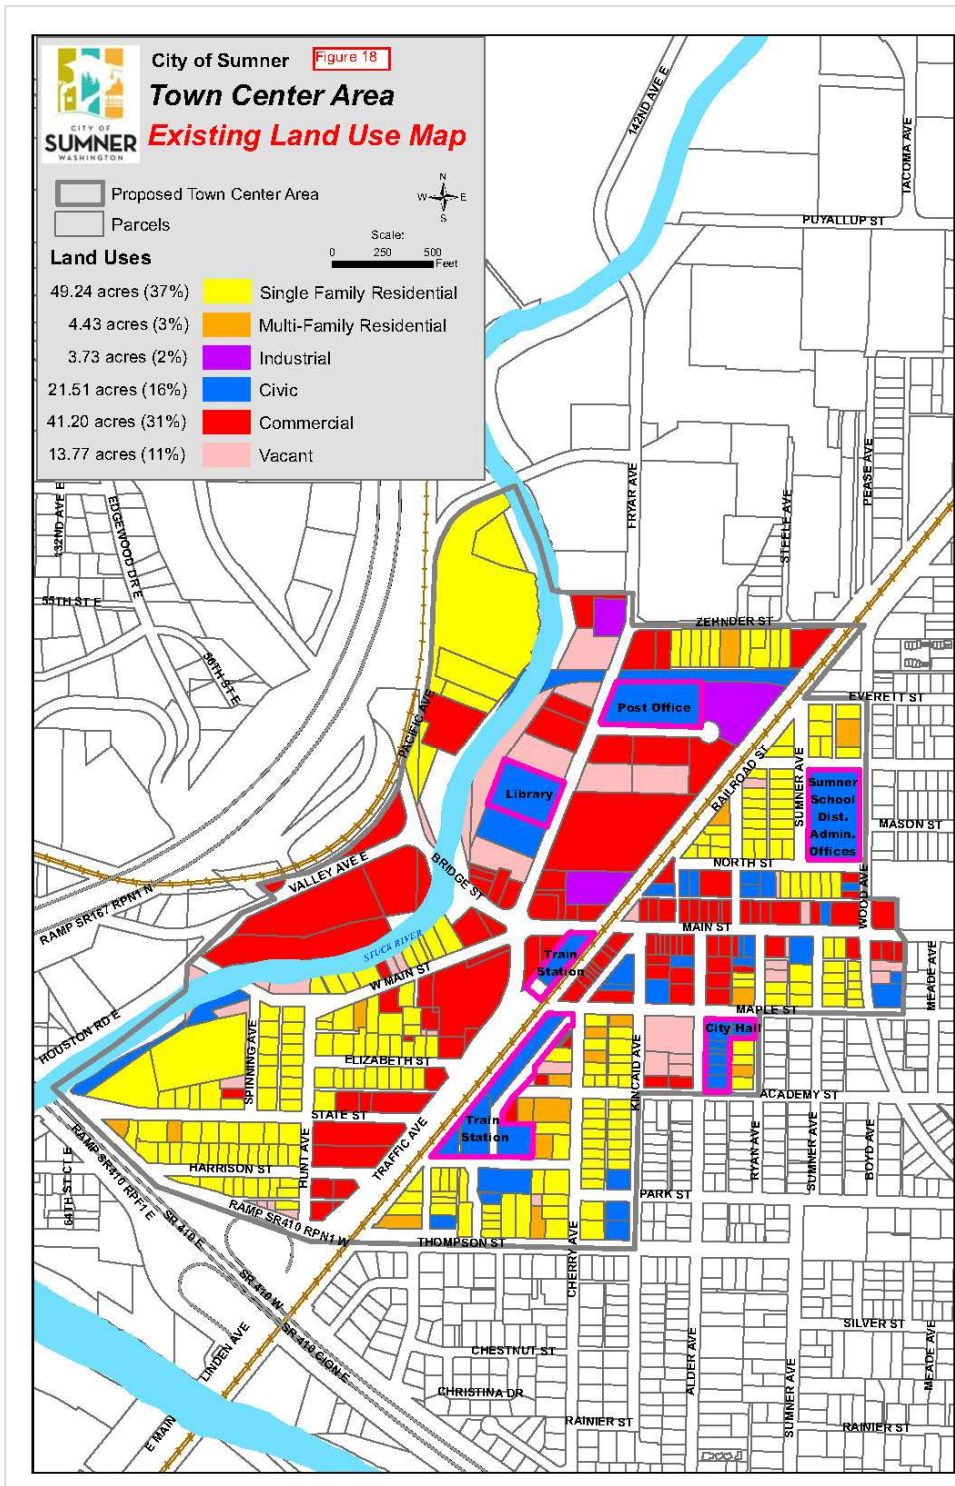 City of Sumner
Figure 18
Town Center Area
Existing Land Use Map
CITY OF
SUMNER
WASHINGTON
Proposed Town Center Area
Parcels
N
W E
S
Scale:
0 250 500
Feet
Land Uses
49.24 acres (37%) Single Family Residential
4.43 acres (3%) Multi-Family Residential
3.73 acres (2%) Industrial
21.51 acres (16%) Civic
41.20 acres (31%) Commercial
13.77 acres (11%) Vacant
142ND AVE E
TACOMA AVE
PUYALLUP ST
132ND AVE E
EDGEWOOD DR E
55TH ST E
56TH ST E
FRYAR AVE
STEELE AVE
PEASE AVE
ZEHNDER ST
EVERETT ST
PACIFIC AVE
Post Office
RAILROAD ST
SUMNER AVE
Library
Sumner
School
Dist.
Admin.
Offices
MASON ST
NORTH ST
WOOD AVE
VALLEY AVE E
BRIDGE ST
RAMP SR167 RPN1 N
MAIN ST
STUCK RIVER
W MAIN ST
Train
Station
MEADE AVE
MAPLE ST
City Hall
HOUSTON RD E
SPINNING AVE
ELIZABETH ST
KINCAID AVE
ACADEMY ST
STATE ST
HUNT AVE
TRAFFIC AVE
Train
Station
RYAN AVE
SUMNER AVE
BOYD AVE
HARRISON ST
RAMP SR410 RPF1 E
64TH ST CT E
RAMP SR410 RPN1 W
PARK ST
SR 410 E
THOMPSON ST
CHERRY AVE
SR 410 W
SR 410 CIGN E
LINDEN AVE
SILVER ST
CHESTNUT ST
ALDER AVE
MEADE AVE
CHRISTINA DR
SUMNER AVE
RAINIER ST
RAINIER ST
E MAIN